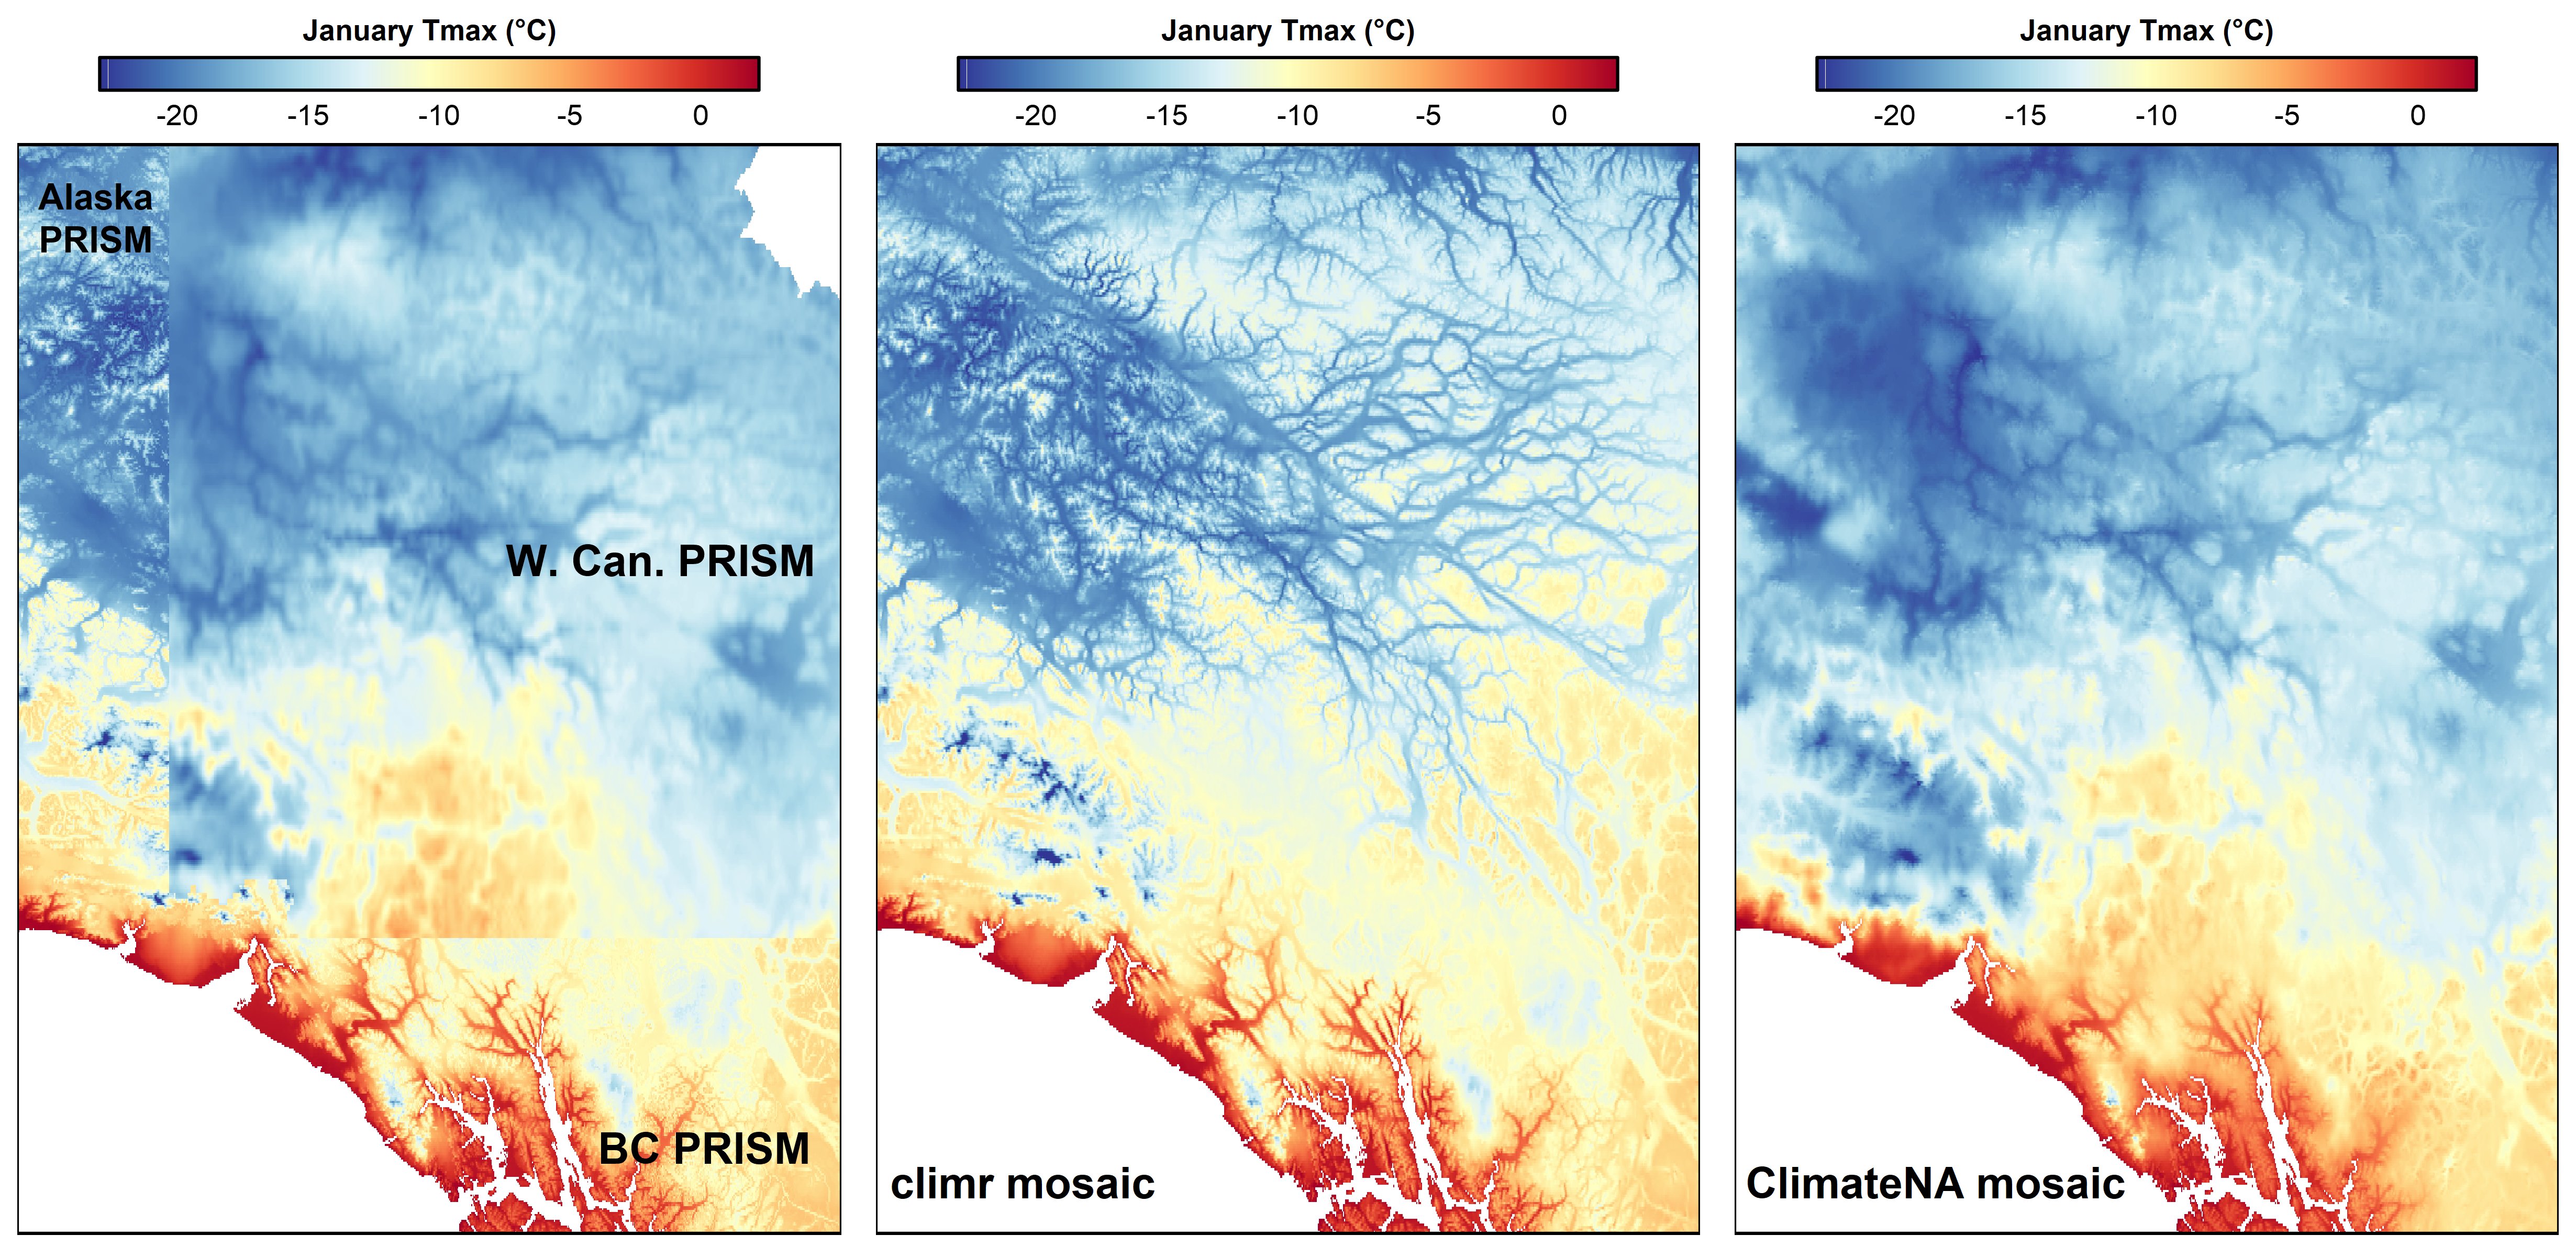 January Tmax (°C)
-20 -15 -10 -5 0
Alaska
PRISM
W. Can. PRISM
BC PRISM
January Tmax (°C)
-20 -15 -10 -5 0
climr mosaic
January Tmax (°C)
-20 -15 -10 -5 0
ClimateNA mosaic